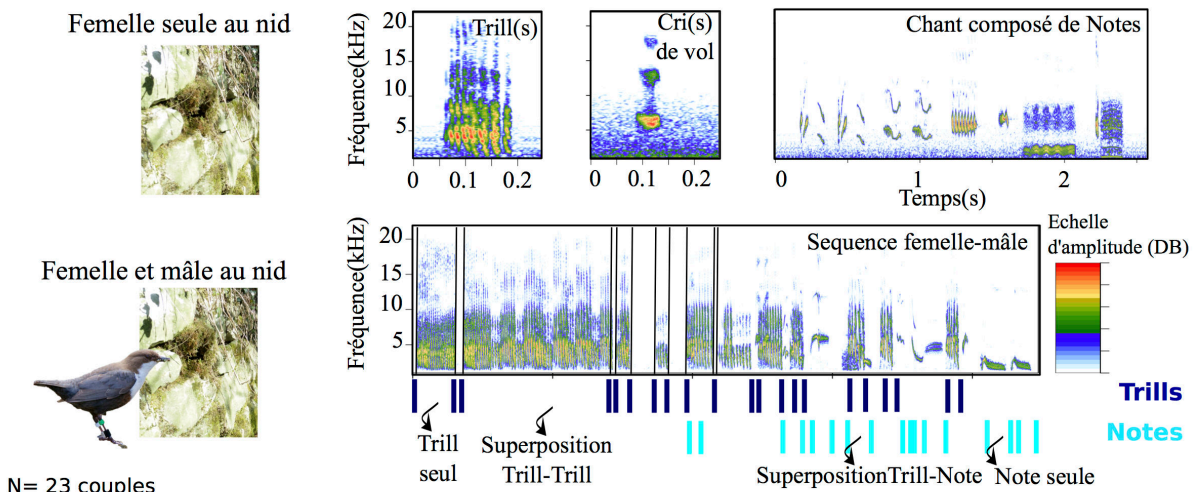 Femelle seule au nid
Fréquence(kHz)
20
15
10
5
Trill(s)
0
0.1
0.2
Cri(s)
de vol
0
0.1
0.2
Chant composé de Notes
0
1
2
Temps(s)
Femelle et mâle au nid
Fréquence(kHz)
20
15
10
5
Sequence femelle-mâle
Echelle
d'amplitude (DB)
Trills
Notes
Trill
seul
Superposition
Trill-Trill
SuperpositionTrill-Note
Note seule
N= 23 couples